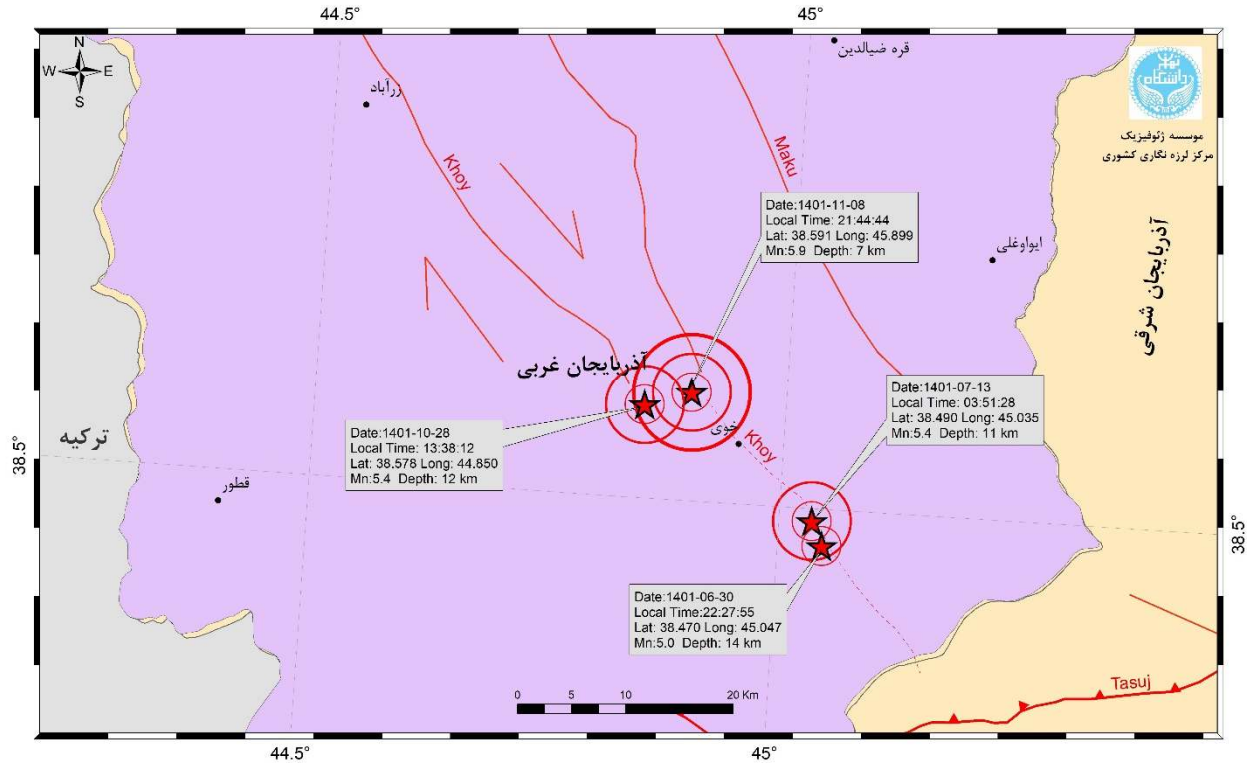 44.5°
45°
N
W E
S
قره ضیالدین
زرآباد
دانشگاه تهران
موسسه ژئوفیزیک
مرکز لرزه نگاری کشوری
Khoy
Maku
Date:1401-11-08
Local Time: 21:44:44
Lat: 38.591 Long: 45.899
Mn:5.9 Depth: 7 km
ایواوغلی
آذربایجان شرقی
آذربایجان غربی
Date:1401-07-13
Local Time: 03:51:28
Lat: 38.490 Long: 45.035
Mn:5.4 Depth: 11 km
Date:1401-10-28
Local Time: 13:38:12
Lat: 38.578 Long: 44.850
Mn:5.4 Depth: 12 km
ترکیه
38.5°
خوی
Khoy
قطور
38.5°
Date:1401-06-30
Local Time:22:27:55
Lat: 38.470 Long: 45.047
Mn:5.0 Depth: 14 km
0 5 10 20 Km
Tasuj
44.5°
45°